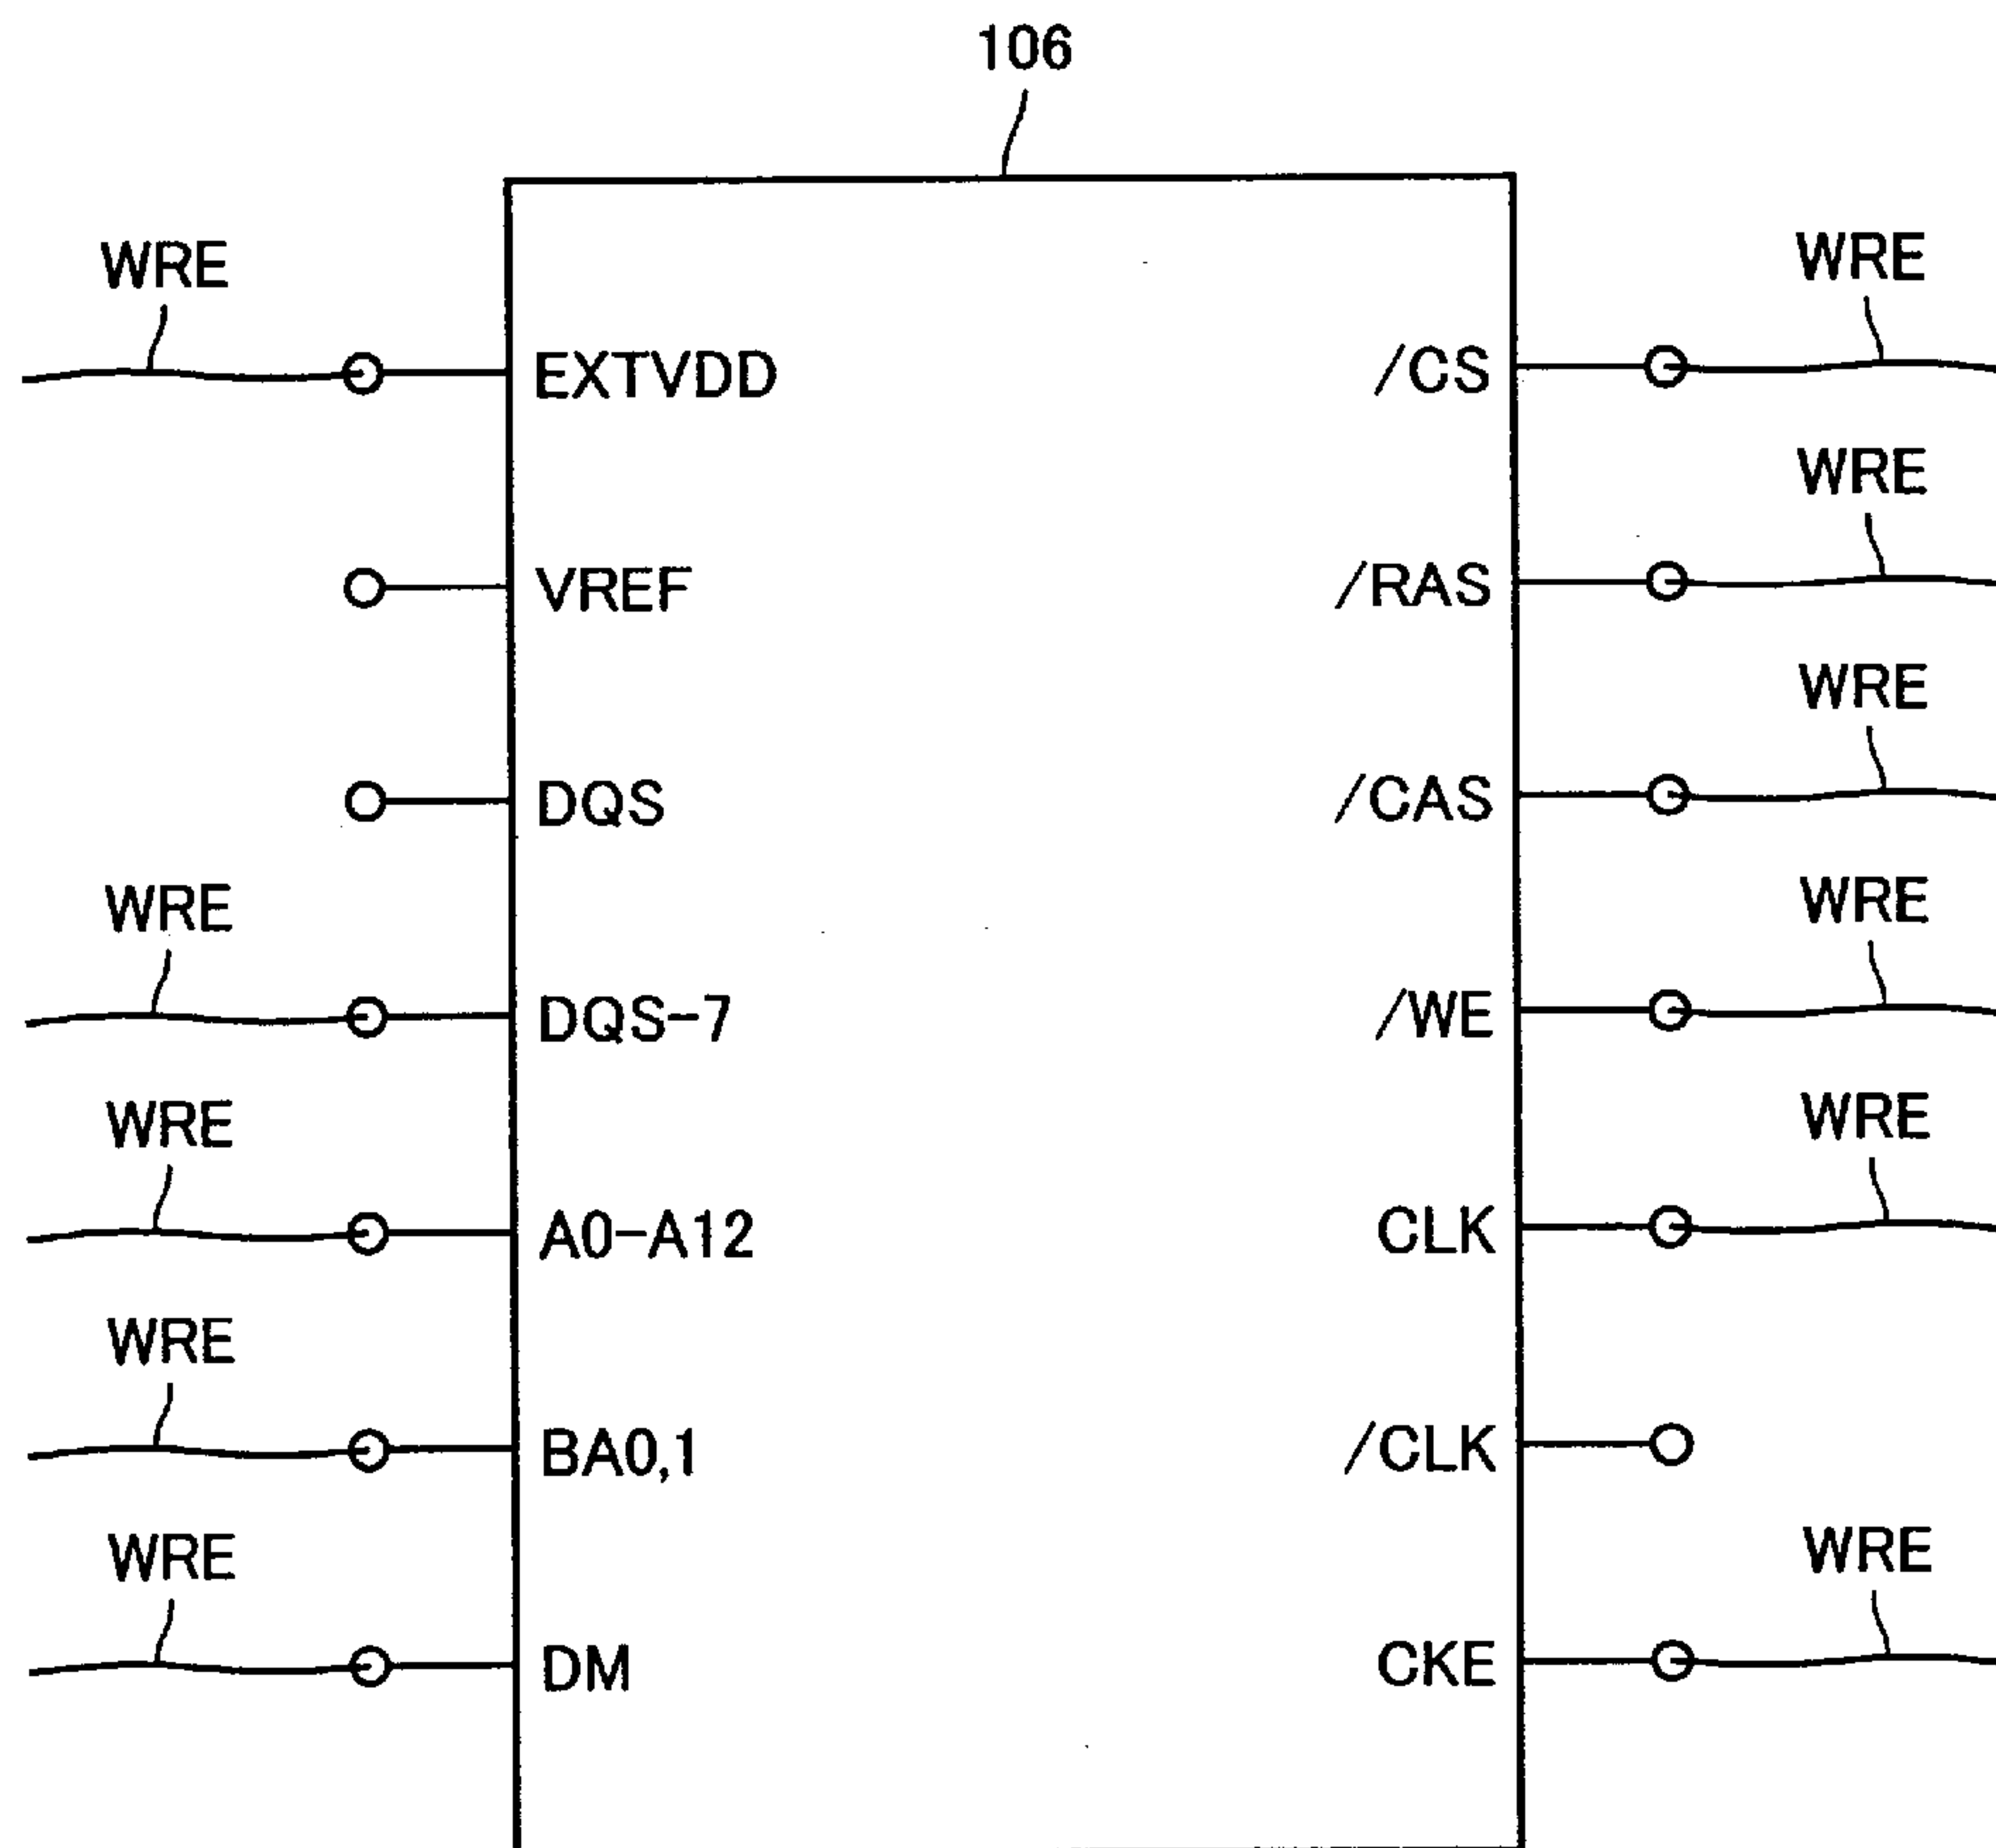 106
WRE
WRE
EXTVDD
/CS
WRE
VREF
/RAS
WRE
DQS
/CAS
WRE
WRE
DQS-7
/WE
WRE
WRE
A0-A12
CLK
WRE
BA0,1
/CLK
WRE
WRE
DM
CKE